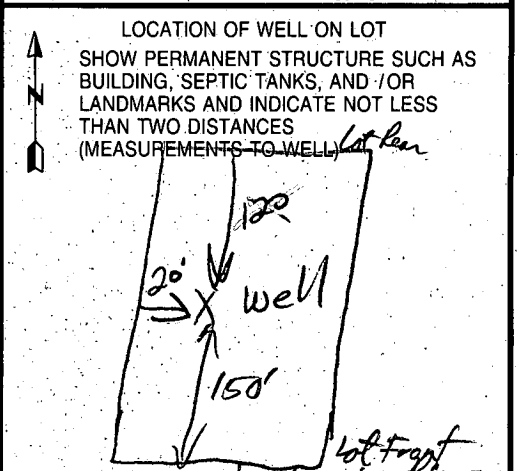 LOCATION OF WELL ON LOT
SHOW PERMANENT STRUCTURE SUCH AS
BUILDING, SEPTIC TANKS, AND /OR
LANDMARKS AND INDICATE NOT LESS
THAN TWO DISTANCES
(MEASUREMENTS TO WELL)
N
Lot Rear
120
20'
X well
150'
Lot Front